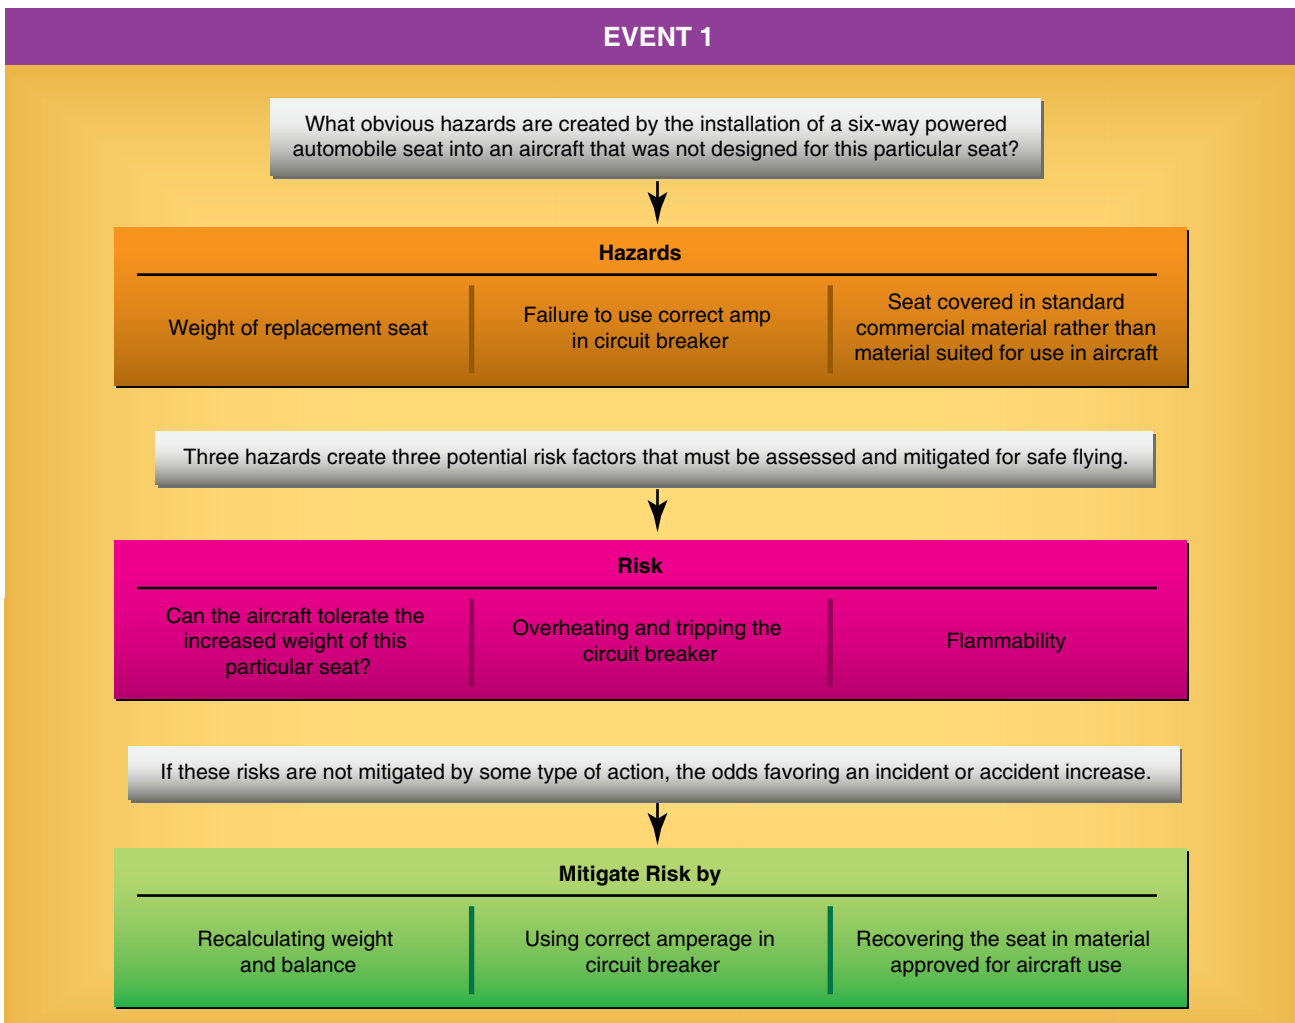 EVENT 1
What obvious hazards are created by the installation of a six-way powered
automobile seat into an aircraft that was not designed for this particular seat?
Hazards
Weight of replacement seat
Failure to use correct amp
in circuit breaker
Seat covered in standard
commercial material rather than
material suited for use in aircraft
Three hazards create three potential risk factors that must be assessed and mitigated for safe flying.
Risk
Can the aircraft tolerate the
increased weight of this
particular seat?
Overheating and tripping the
circuit breaker
Flammability
If these risks are not mitigated by some type of action, the odds favoring an incident or accident increase.
Mitigate Risk by
Recalculating weight
and balance
Using correct amperage in
circuit breaker
Recovering the seat in material
approved for aircraft use